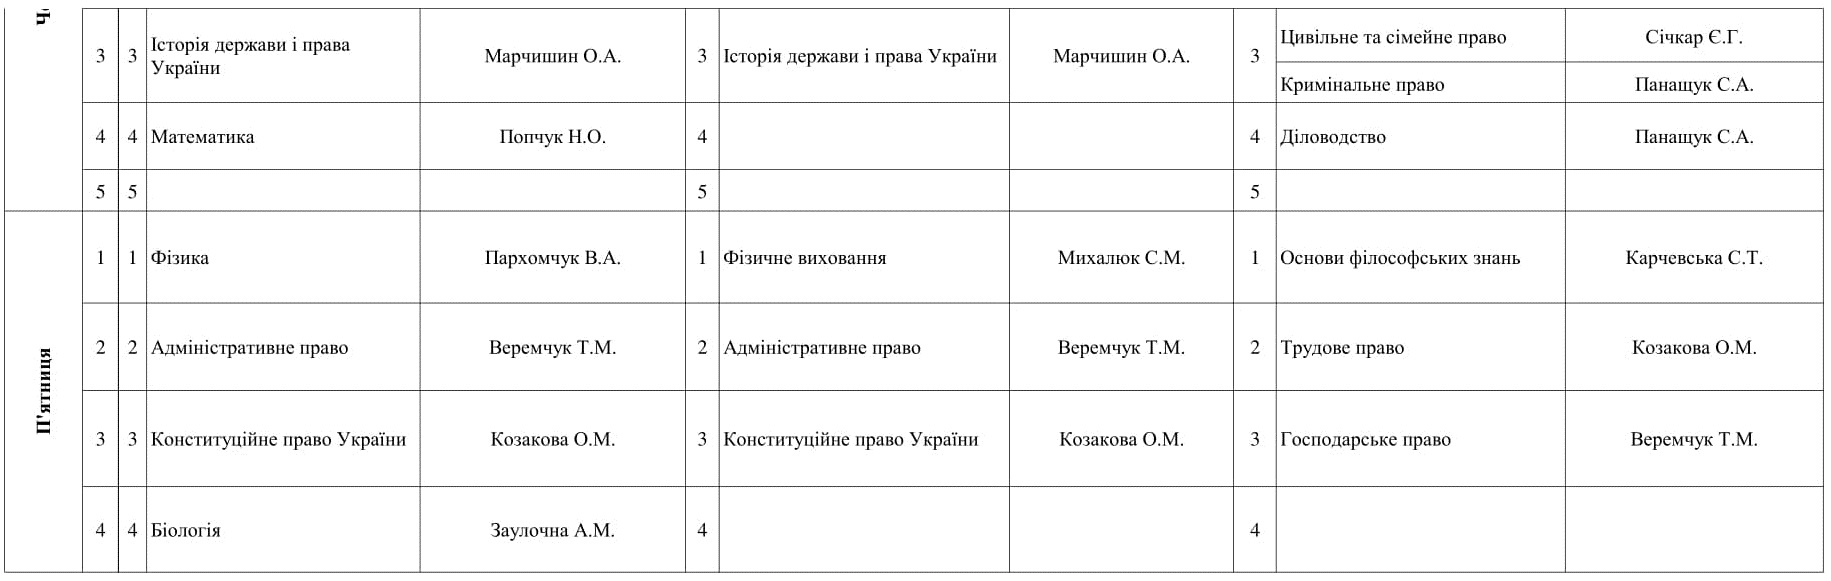 3 3 Історія держави і права
України Марчишин О.А. 3 Історія держави і права України Марчишин О.А. 3 Цивільне та сімейне право Січкар Є.Г.
Кримінальне право Панащук С.А.
4 4 Математика Попчук Н.О. 4 4 Діловодство Панащук С.А.
5 5 5 5
П'ятниця
1 1 Фізика Пархомчук В.А. 1 Фізичне виховання Михалюк С.М. 1 Основи філософських знань Карчевська С.Т.
2 2 Адміністративне право Веремчук Т.М. 2 Адміністративне право Веремчук Т.М. 2 Трудове право Козакова О.М.
3 3 Конституційне право України Козакова О.М. 3 Конституційне право України Козакова О.М. 3 Господарське право Веремчук Т.М.
4 4 Біологія Заулочна А.М. 4 4